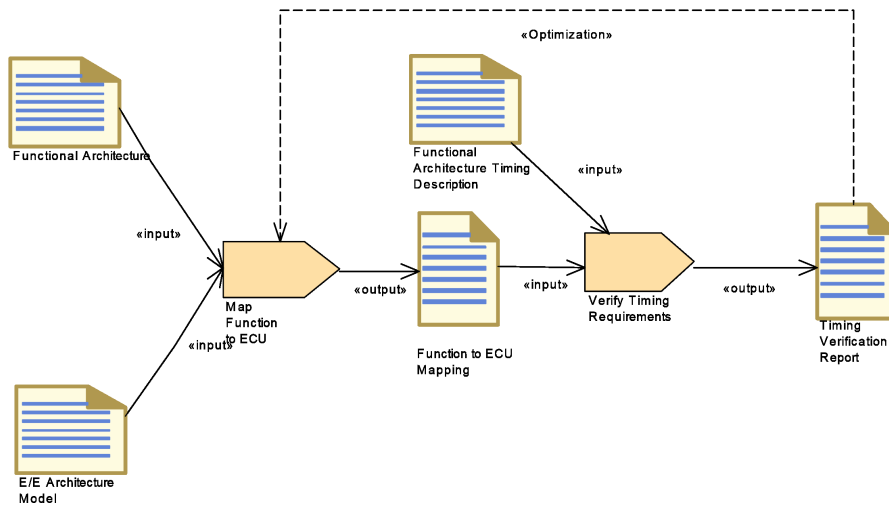 «Optimization»
Functional Architecture
Functional
Architecture Timing
Description
«input»
«input»
Map
Function
to ECU
«output»
«input»
Verify Timing
Requirements
«output»
«input»
Function to ECU
Mapping
Timing
Verification
Report
E/E Architecture
Model